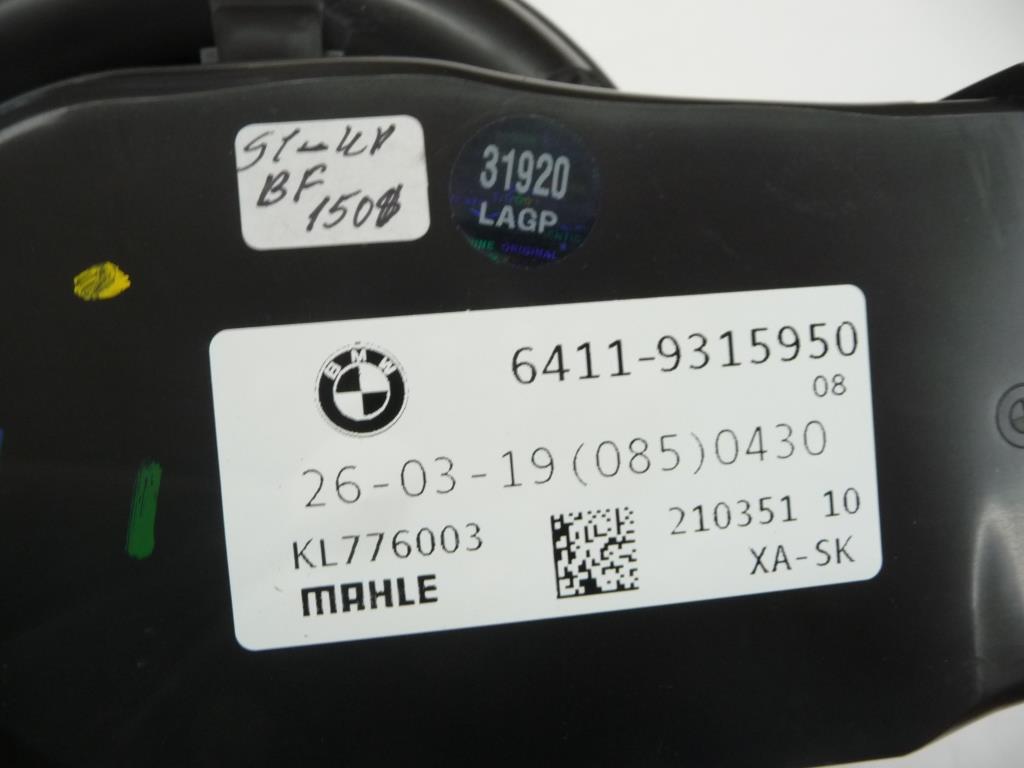 BF
150$
31920
LAGP
ORIGINAL
BMW
6411-9315950
08
26-03-19(085)0430
KL776003
210351 10
MAHLE
XA-SK